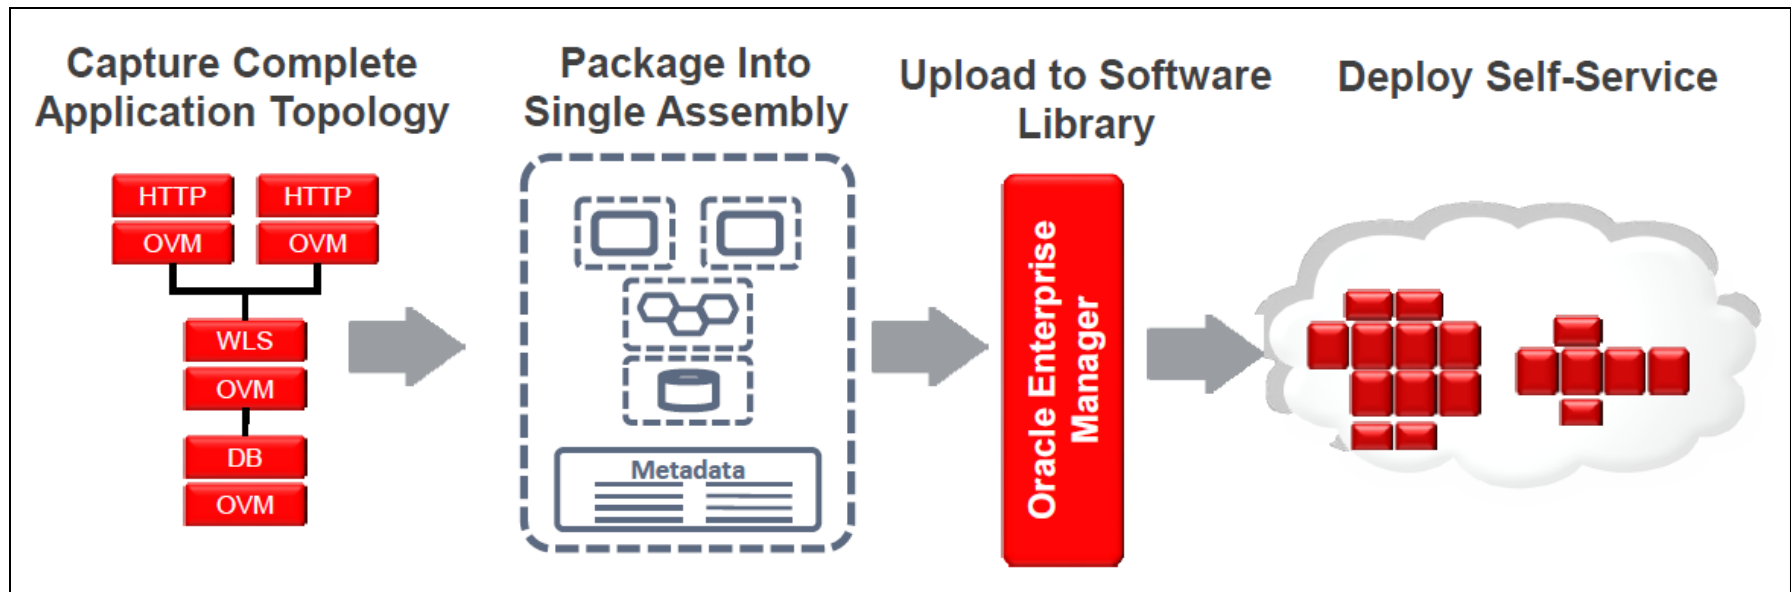 Capture Complete
Application Topology
Package Into
Single Assembly
Upload to Software
Library
Deploy Self-Service
HTTP
HTTP
OVM
OVM
WLS
OVM
DB
OVM
Metadata
Oracle Enterprise
Manager